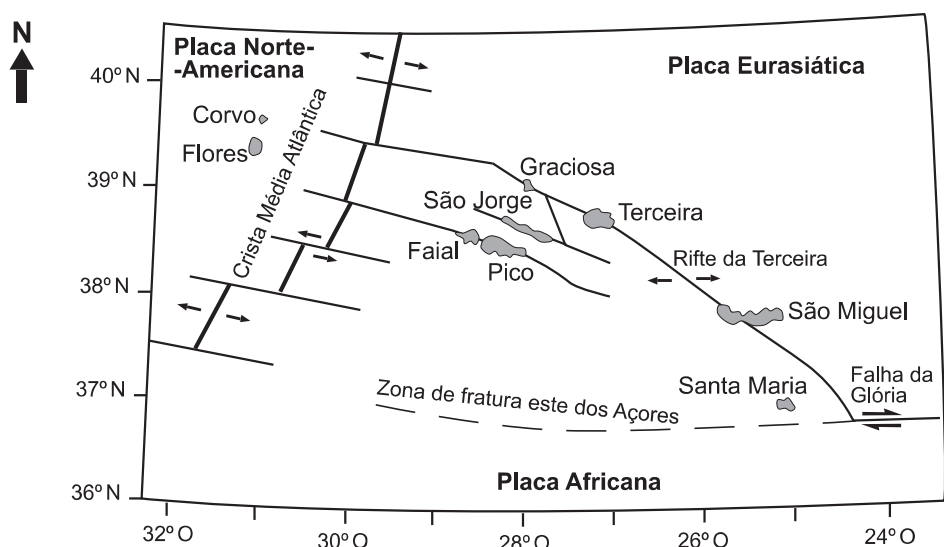 N
Placa Norte-
-Americana
Placa Eurasiática
40º N
Corvo
Flores
Crista Média Atlântica
39º N
Graciosa
São Jorge
Terceira
Faial
Pico
Rifte da Terceira
38º N
São Miguel
37º N
Zona de fratura este dos Açores
Santa Maria
Falha da
Glória
Placa Africana
36º N
32º O
30º O
28º O
26º O
24º O